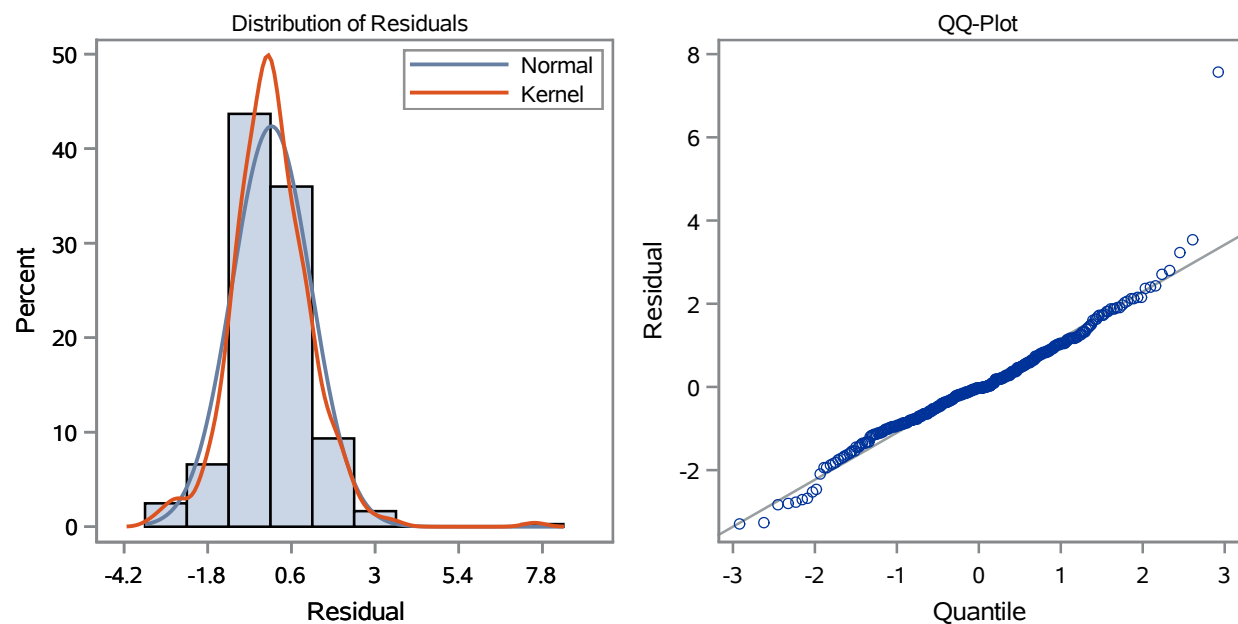 Distribution of Residuals
50
40
30
20
10
0
Percent
Normal
Kernel
-4.2 -1.8 0.6 3 5.4 7.8
Residual
QQ-Plot
8
6
4
2
0
-2
Residual
-3 -2 -1 0 1 2 3
Quantile